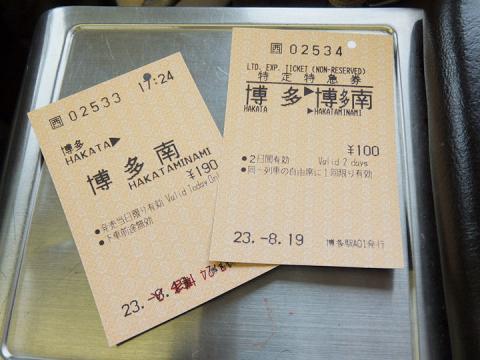 西 02533 17:24
博多
HAKATA▶
博多南
HAKATAMINAMI
¥190
●発売当日限り有効 Valid Today Only
●下車前途無効
23.-8.
西 02534
LTD. EXP. TICKET (NON-RESERVED)
特定特急券
博多▶博多南
HAKATA ▶HAKATAMINAMI
¥100
●2日間有効 Valid 2 days
●同一列車の自由席に1回限り有効
23.-8.19 博多駅A01発行